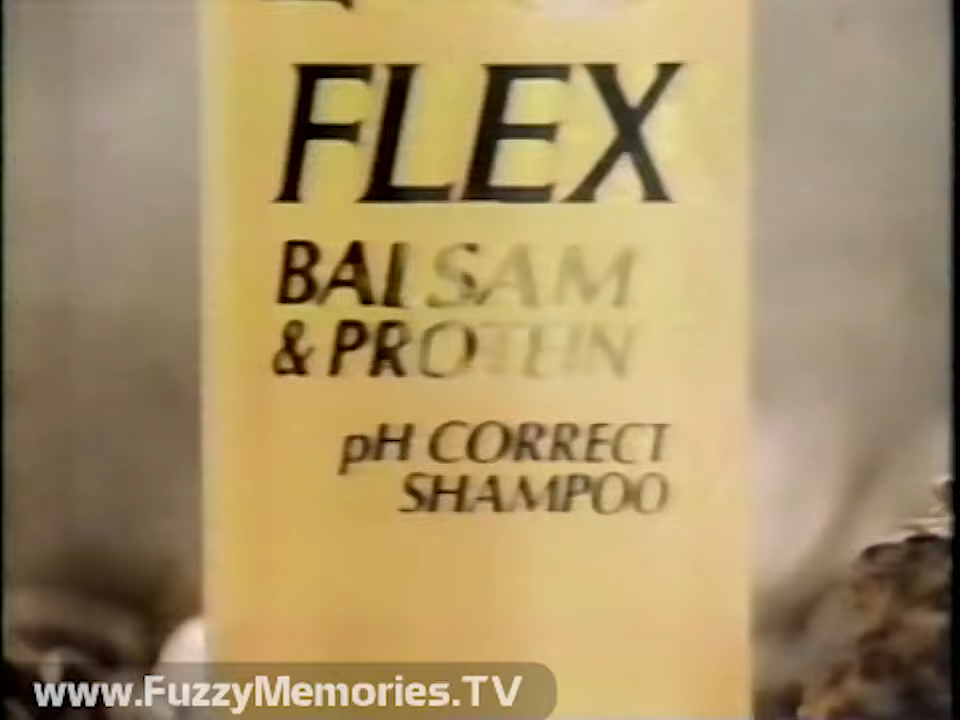 FLEX
BALSAM
& PROTEIN
pH CORRECT
SHAMPOO
www.FuzzyMemories.TV